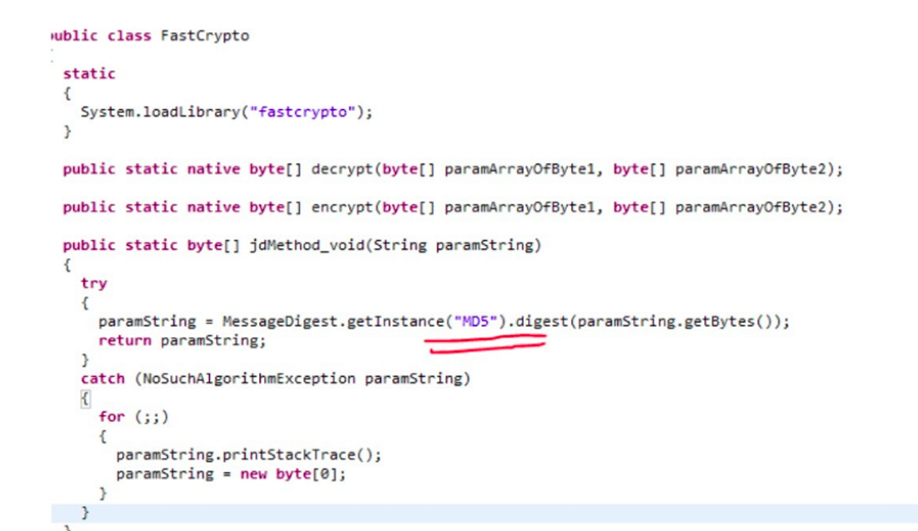 public class FastCrypto
{
static
{
System.loadLibrary("fastcrypto");
}
public static native byte[] decrypt(byte[] paramArrayOfByte1, byte[] paramArrayOfByte2);
public static native byte[] encrypt(byte[] paramArrayOfByte1, byte[] paramArrayOfByte2);
public static byte[] jdMethod_void(String paramString)
{
try
{
paramString = MessageDigest.getInstance("MD5").digest(paramString.getBytes());
return paramString;
}
catch (NoSuchAlgorithmException paramString)
{
for (;;)
{
paramString.printStackTrace();
paramString = new byte[0];
}
}
}